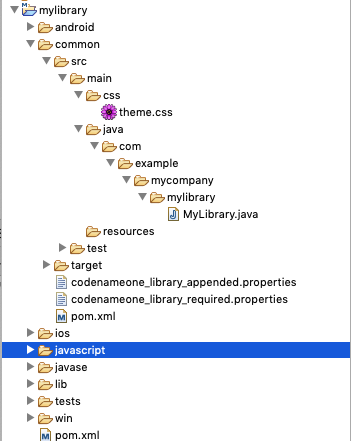 mylibrary
android
common
src
main
css
theme.css
java
com
example
mycompany
mylibrary
MyLibrary.java
resources
test
target
codenameone_library_appended.properties
codenameone_library_required.properties
pom.xml
ios
javascript
javase
lib
tests
win
pom.xml